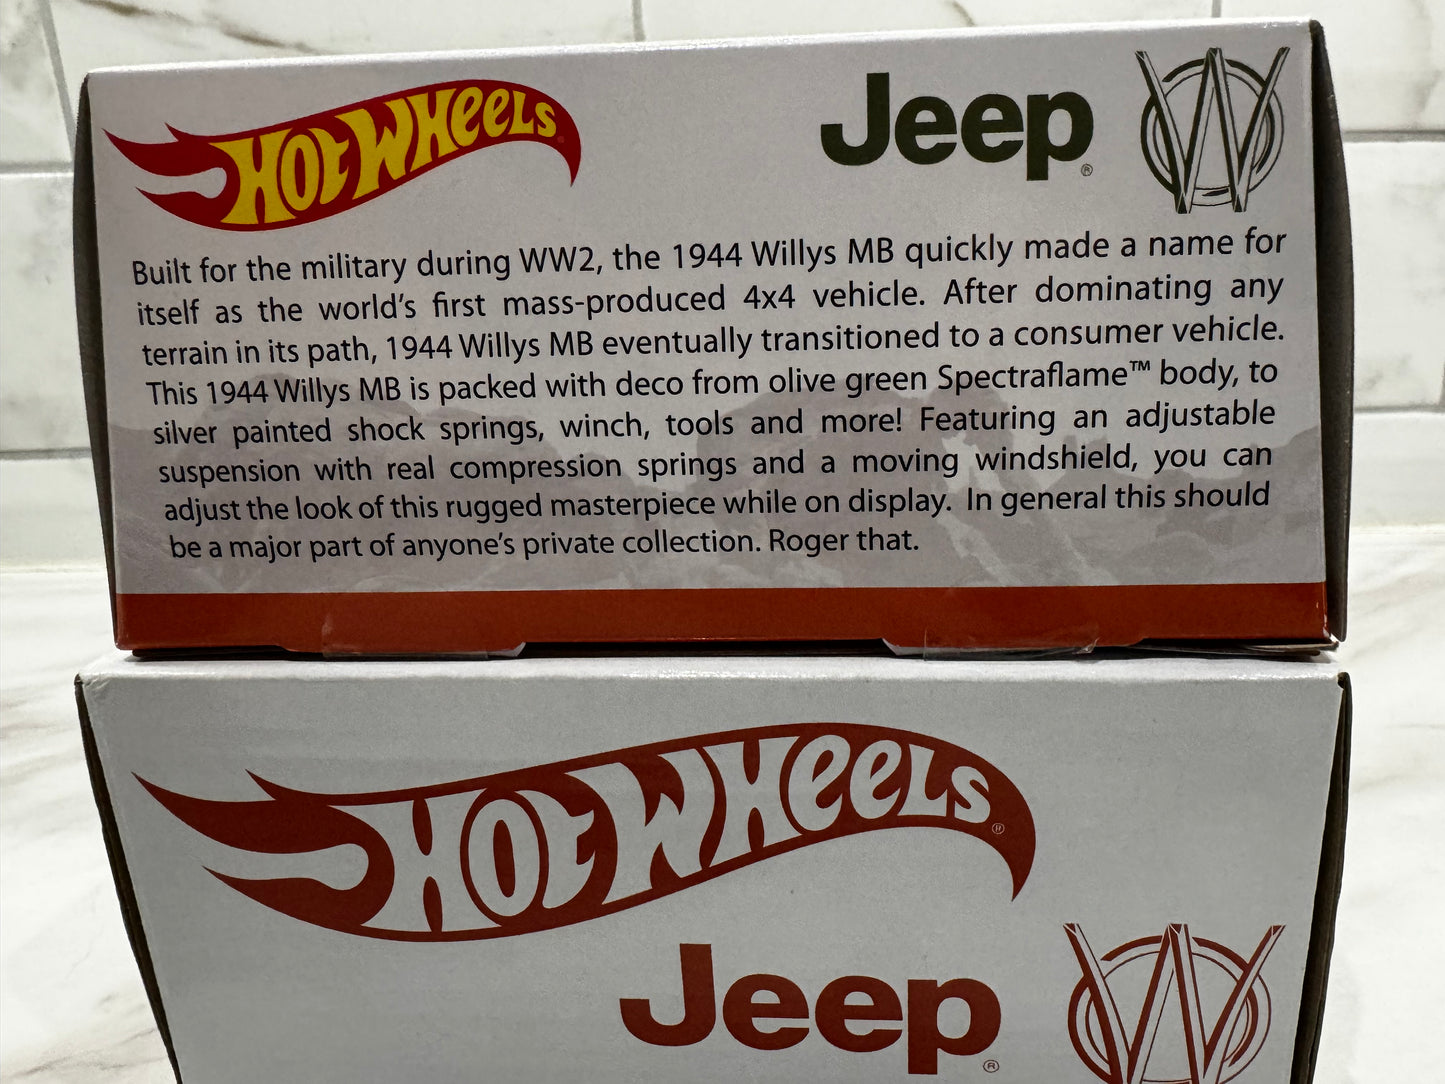 HOT WHEELS
Jeep®
W
Built for the military during WW2, the 1944 Willys MB quickly made a name for
itself as the world's first mass-produced 4x4 vehicle. After dominating any
terrain in its path, 1944 Willys MB eventually transitioned to a consumer vehicle.
This 1944 Willys MB is packed with deco from olive green Spectraflame™ body, to
silver painted shock springs, winch, tools and more! Featuring an adjustable
suspension with real compression springs and a moving windshield, you can
adjust the look of this rugged masterpiece while on display. In general this should
be a major part of anyone's private collection. Roger that.
HOT WHEELS®
Jeep®
W